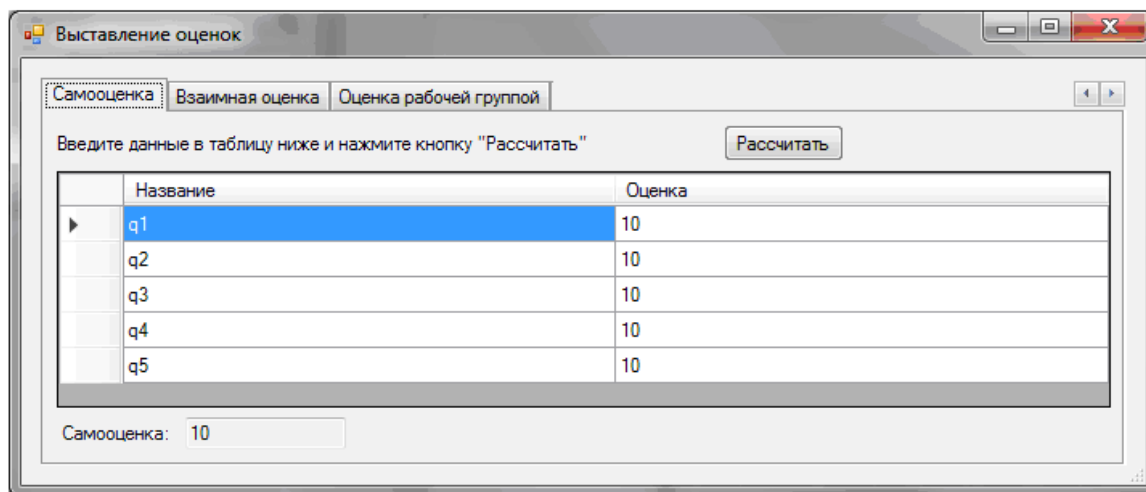 Выставление оценок
Самооценка Взаимная оценка Оценка рабочей группой
Введите данные в таблицу ниже и нажмите кнопку "Рассчитать" Рассчитать
Название Оценка
q1 10
q2 10
q3 10
q4 10
q5 10
Самооценка: 10